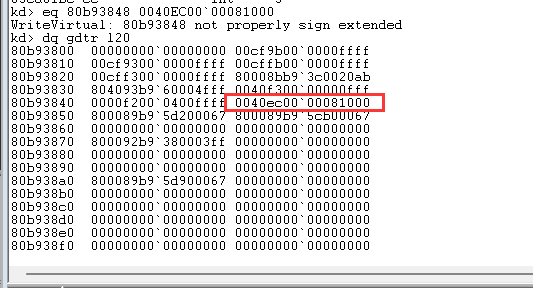 kd> eq 80b93848 0040EC00`00081000
WriteVirtual: 80b93848 not properly sign extended
kd> dq gdtr 120
80b93800 00000000`00000000 00cf9b00`0000ffff
80b93810 00cf9300`0000ffff 00cffb00`0000ffff
80b93820 00cff300`0000ffff 80008bb9`3c0020ab
80b93830 804093b9`60004fff 0040f300`00000fff
80b93840 0000f200`0400ffff 0040ec00`00081000
80b93850 800089b9`5d200067 800089b9`5cb00067
80b93860 00000000`00000000 00000000`00000000
80b93870 800092b9`380003ff 00000000`00000000
80b93880 00000000`00000000 00000000`00000000
80b93890 00000000`00000000 00000000`00000000
80b938a0 800089b9`5d900067 00000000`00000000
80b938b0 00000000`00000000 00000000`00000000
80b938c0 00000000`00000000 00000000`00000000
80b938d0 00000000`00000000 00000000`00000000
80b938e0 00000000`00000000 00000000`00000000
80b938f0 00000000`00000000 00000000`00000000